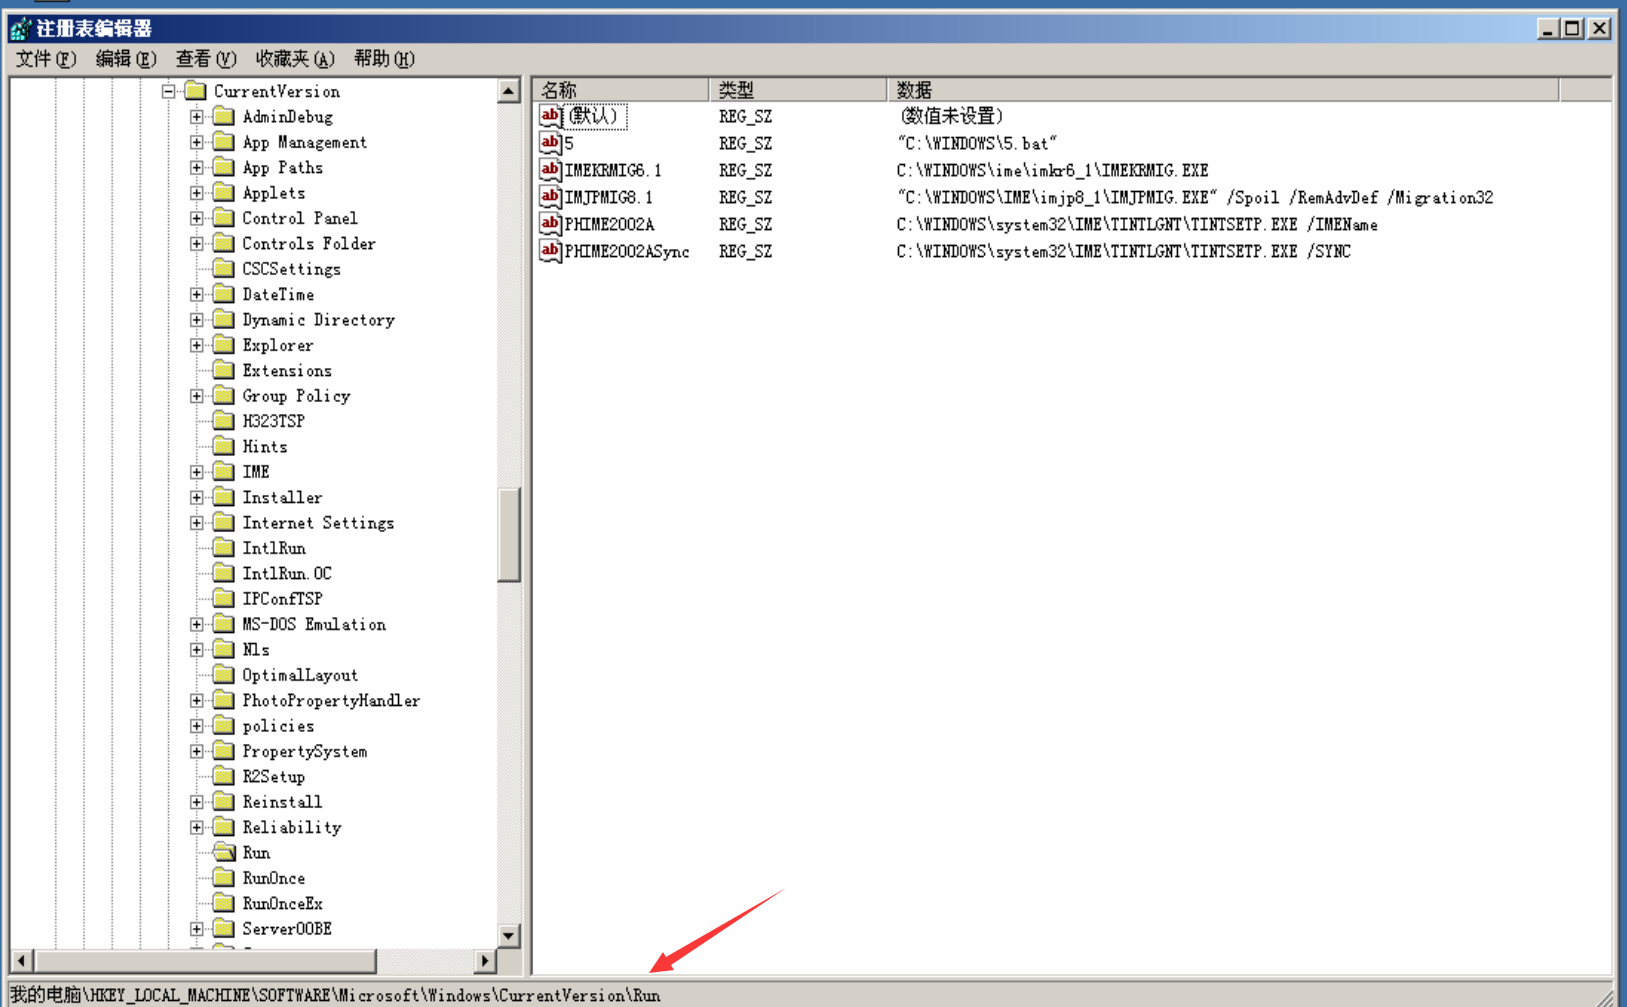 注册表编辑器
文件(F) 编辑(E) 查看(V) 收藏夹(A) 帮助(H)
CurrentVersion
AdminDebug
App Management
App Paths
Applets
Control Panel
Controls Folder
CSCSettings
DateTime
Dynamic Directory
Explorer
Extensions
Group Policy
H323TSP
Hints
IME
Installer
Internet Settings
IntlRun
IntlRun.OC
IPConfTSP
MS-DOS Emulation
Nls
OptimalLayout
PhotoPropertyHandler
policies
PropertySystem
R2Setup
Reinstall
Reliability
Run
RunOnce
RunOnceEx
ServerOOBE
名称 类型 数据
(默认) REG_SZ (数值未设置)
5 REG_SZ "C:\WINDOWS\5.bat"
IMEKRMIG6.1 REG_SZ C:\WINDOWS\ime\imkr6_1\IMEKRMIG.EXE
IMJPMIG8.1 REG_SZ "C:\WINDOWS\IME\imjp8_1\IMJPMIG.EXE" /Spoil /RemAdvDef /Migration32
PHIME2002A REG_SZ C:\WINDOWS\system32\IME\TINTLGNT\TINTSETP.EXE /IMEName
PHIME2002ASync REG_SZ C:\WINDOWS\system32\IME\TINTLGNT\TINTSETP.EXE /SYNC
我的电脑\HKEY_LOCAL_MACHINE\SOFTWARE\Microsoft\Windows\CurrentVersion\Run